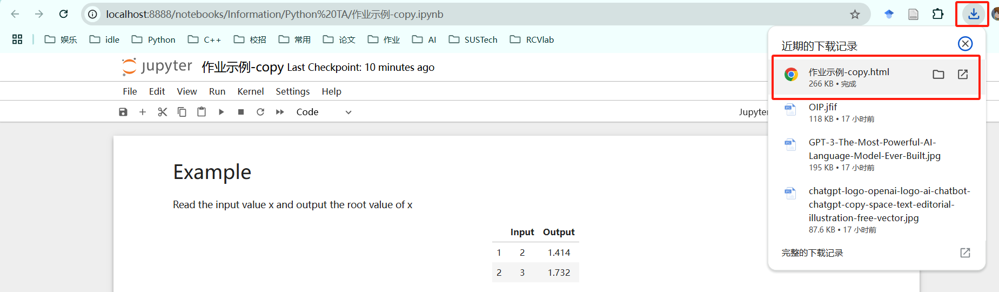 localhost:8888/notebooks/Information/Python%20TA/作业示例-copy.ipynb
娱乐 idle Python C++ 校招 常用 论文 作业 AI SUSTech RCVlab
jupyter 作业示例-copy Last Checkpoint: 10 minutes ago
File Edit View Run Kernel Settings Help
Code
Jupyter
Example
Read the input value x and output the root value of x
Input Output
1 2 1.414
2 3 1.732
近期的下载记录
作业示例-copy.html
266 KB • 完成
OIP.jfif
118 KB • 17 小时前
GPT-3-The-Most-Powerful-AI-
Language-Model-Ever-Built.jpg
195 KB • 17 小时前
chatgpt-logo-openai-logo-ai-chatbot-
chatgpt-copy-space-text-editorial-
illustration-free-vector.jpg
87.6 KB • 17 小时前
完整的下载记录